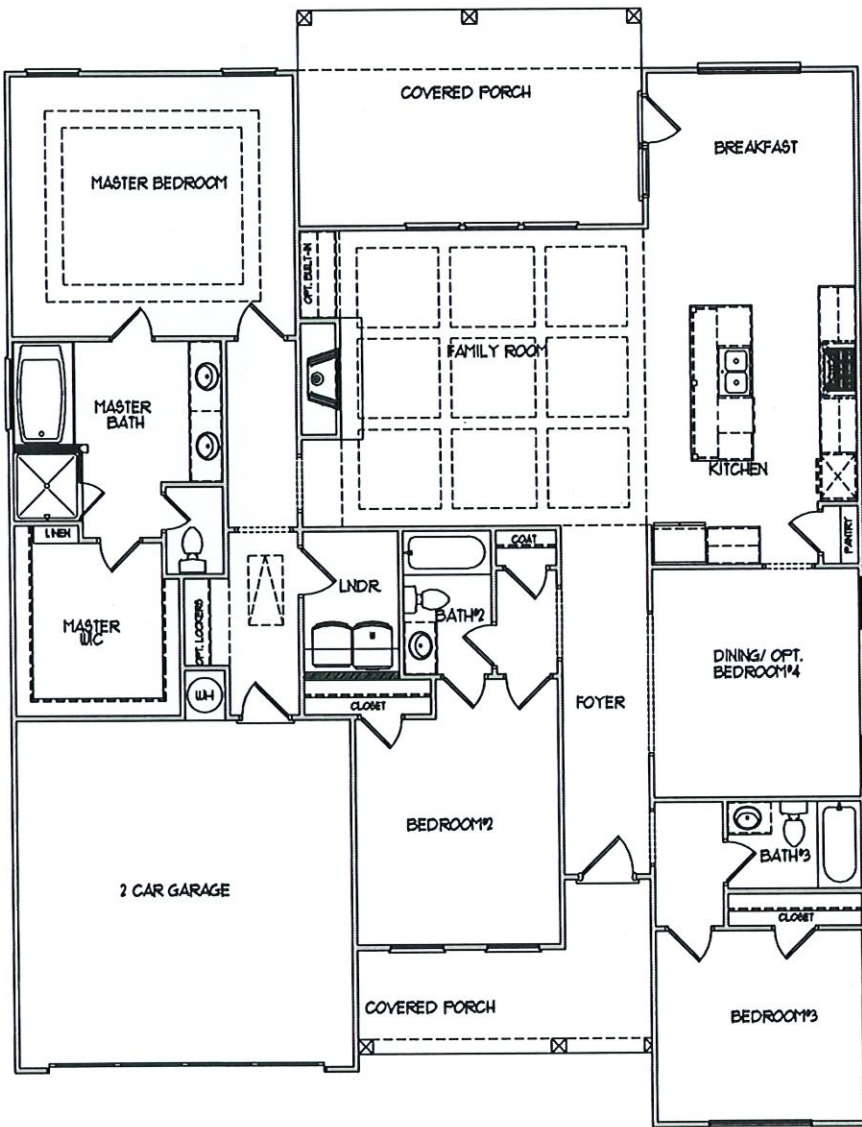 COVERED PORCH
BREAKFAST
MASTER BEDROOM
OPT. BUILT-IN
FAMILY ROOM
MASTER
BATH
KITCHEN
LINEN
PANTRY
COAT
LNDR.
BATH#2
MASTER
WIC
OPT. LOCKERS
DINING/ OPT.
BEDROOM#4
WH
CLOSET
FOYER
BEDROOM#2
BATH#3
2 CAR GARAGE
CLOSET
COVERED PORCH
BEDROOM#3